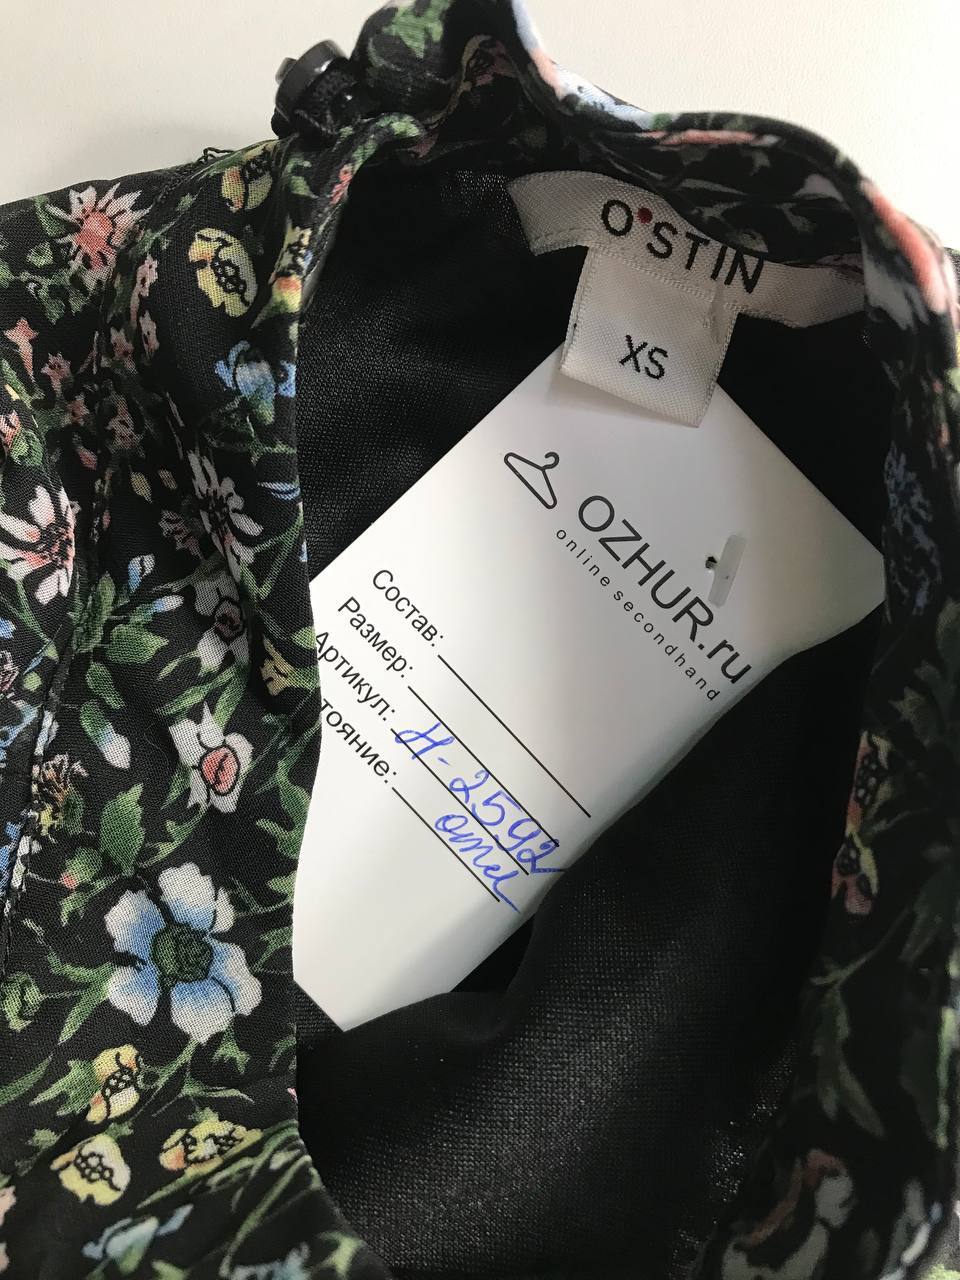 O'STIN
XS
OZHUR.ru
online secondhand
Состав:
Размер:
Артикул: Н-2592
тояние: отл